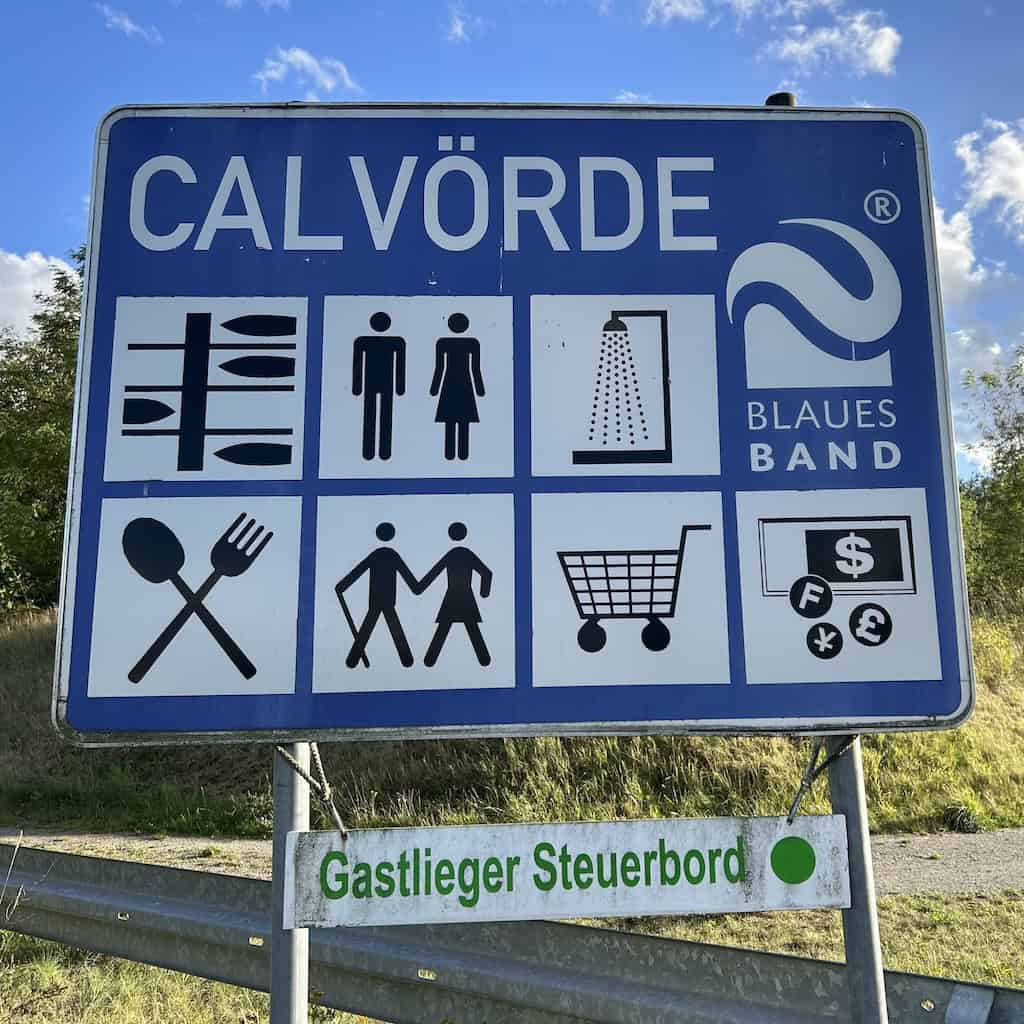 CALVÖRDE
®
BLAUES
BAND
$
F
¥
£
Gastlieger Steuerbord